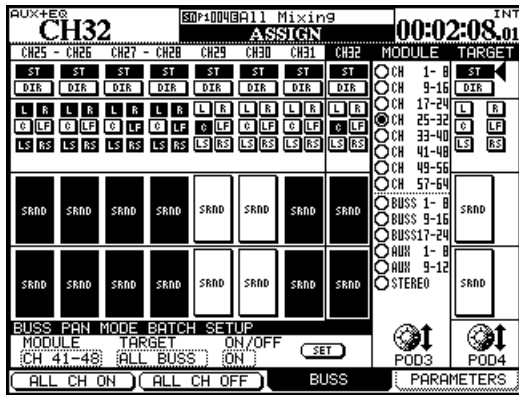 AUX+EQ
CH32
SNP:1004 All Mixing
ASSIGN
INT
00:02:08.01
CH25 - CH26 CH27 - CH28 CH29 CH30 CH31 CH32 MODULE TARGET
ST ST ST ST ST ST ST ST ST
DIR DIR DIR DIR DIR DIR DIR DIR DIR
L R L R L R L R L R L R L R L R L R
C LF C LF C LF C LF C LF C LF C LF C LF C LF
LS RS LS RS LS RS LS RS LS RS LS RS LS RS LS RS LS RS
SRND SRND SRND SRND SRND SRND SRND SRND SRND
SRND SRND SRND SRND SRND SRND SRND SRND SRND
CH 1- 8
CH 9-16
CH 17-24
CH 25-32
CH 33-40
CH 41-48
CH 49-56
CH 57-64
BUSS 1- 8
BUSS 9-16
BUSS17-24
AUX 1- 8
AUX 9-12
STEREO
BUSS PAN MODE BATCH SETUP
MODULE TARGET ON/OFF
CH 41-48 ALL BUSS ON SET
POD3 POD4
ALL CH ON ALL CH OFF BUSS PARAMETERS